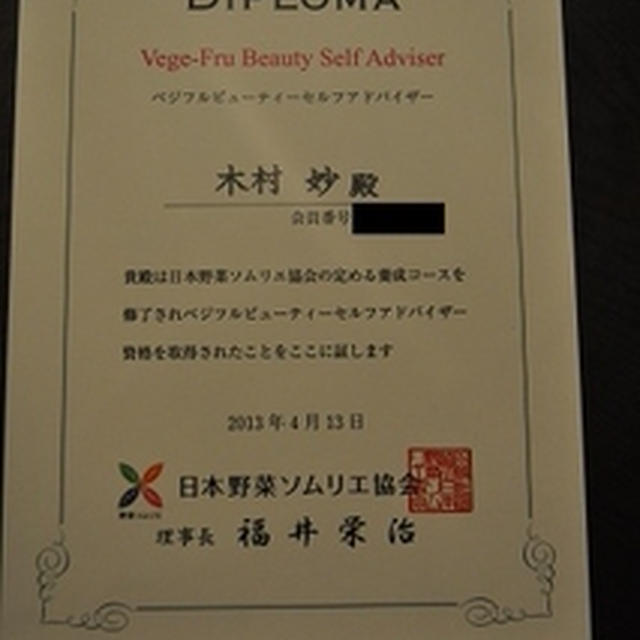 DIPLOMA
Vege-Fru Beauty Self Adviser
ベジフルビューティーセルフアドバイザー
木村 妙殿
会員番号
貴殿は日本野菜ソムリエ協会の定める養成コースを
修了されベジフルビューティーセルフアドバイザー
資格を取得されたことをここに証します
2013年4月13日
日本野菜ソムリエ協会
理事長 福井栄治